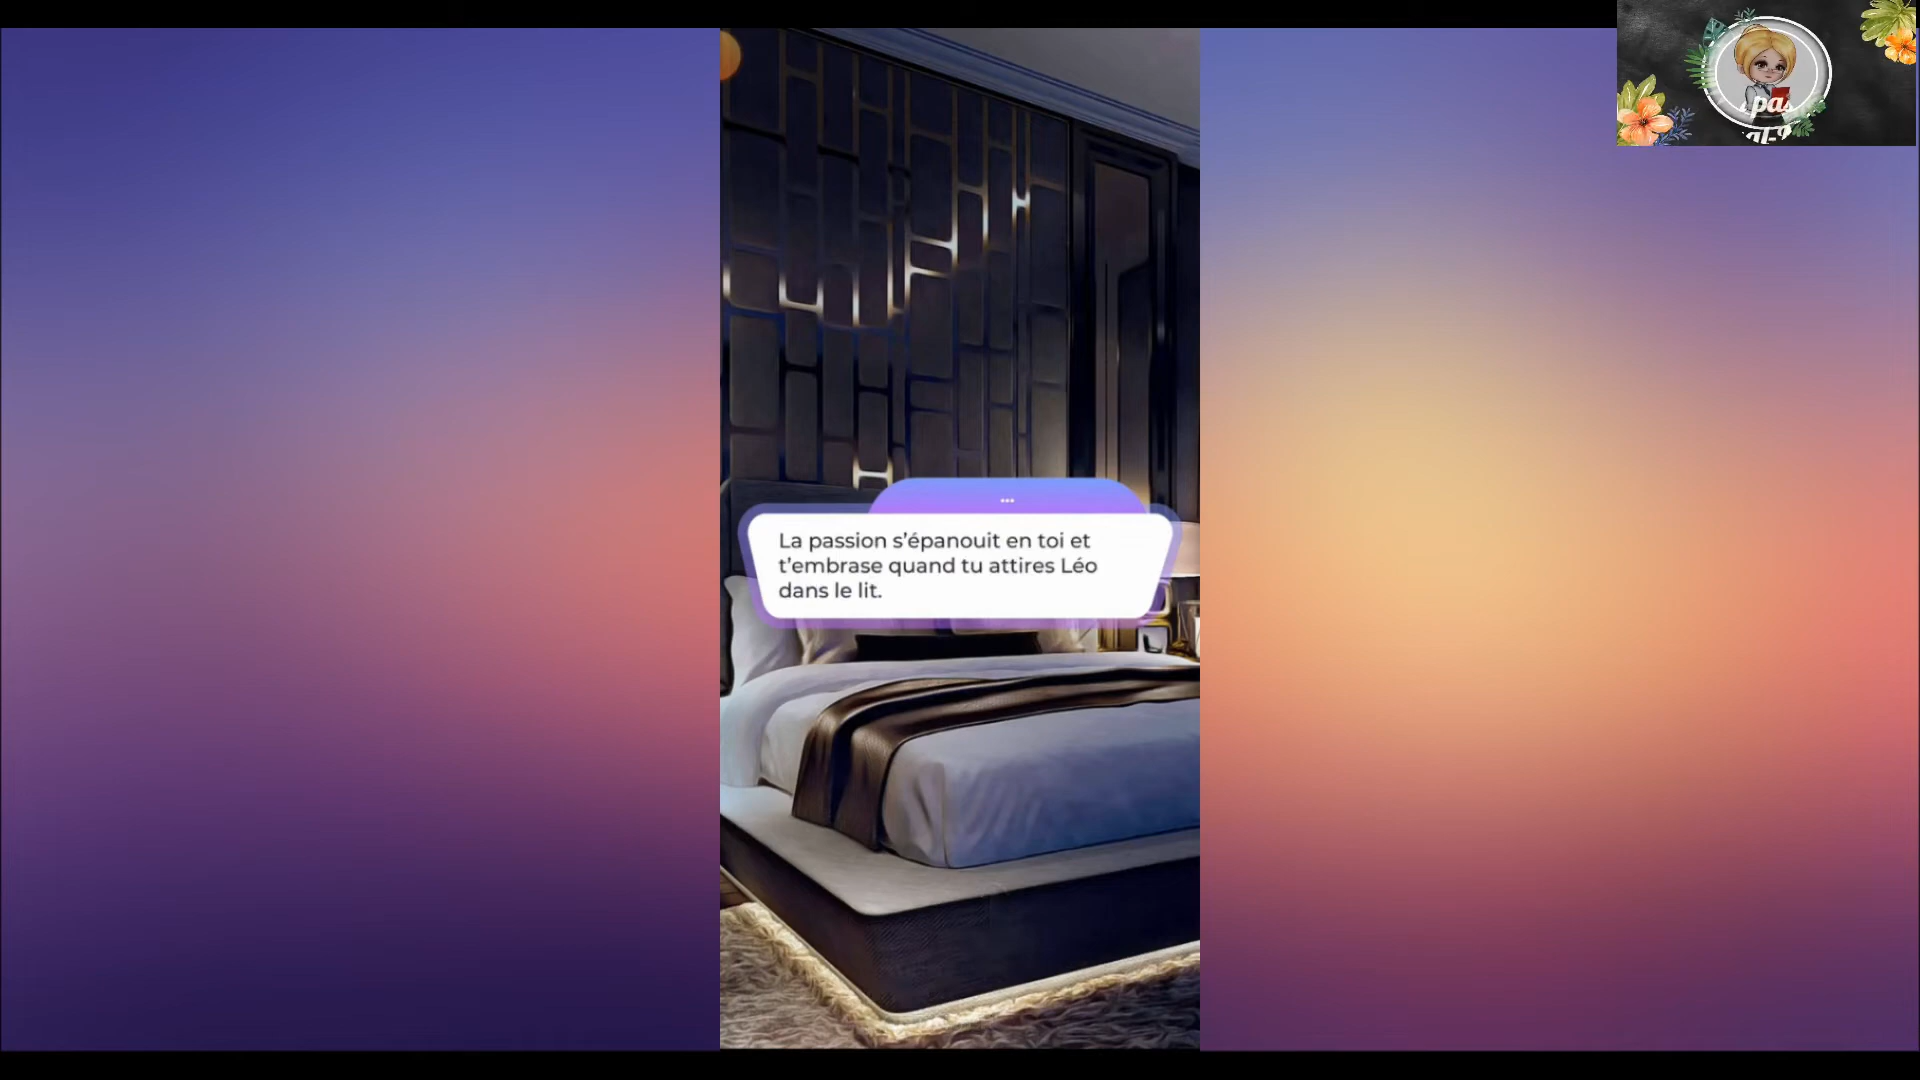 ...
La passion s’épanouit en toi et
t’embrase quand tu attires Léo
dans le lit.